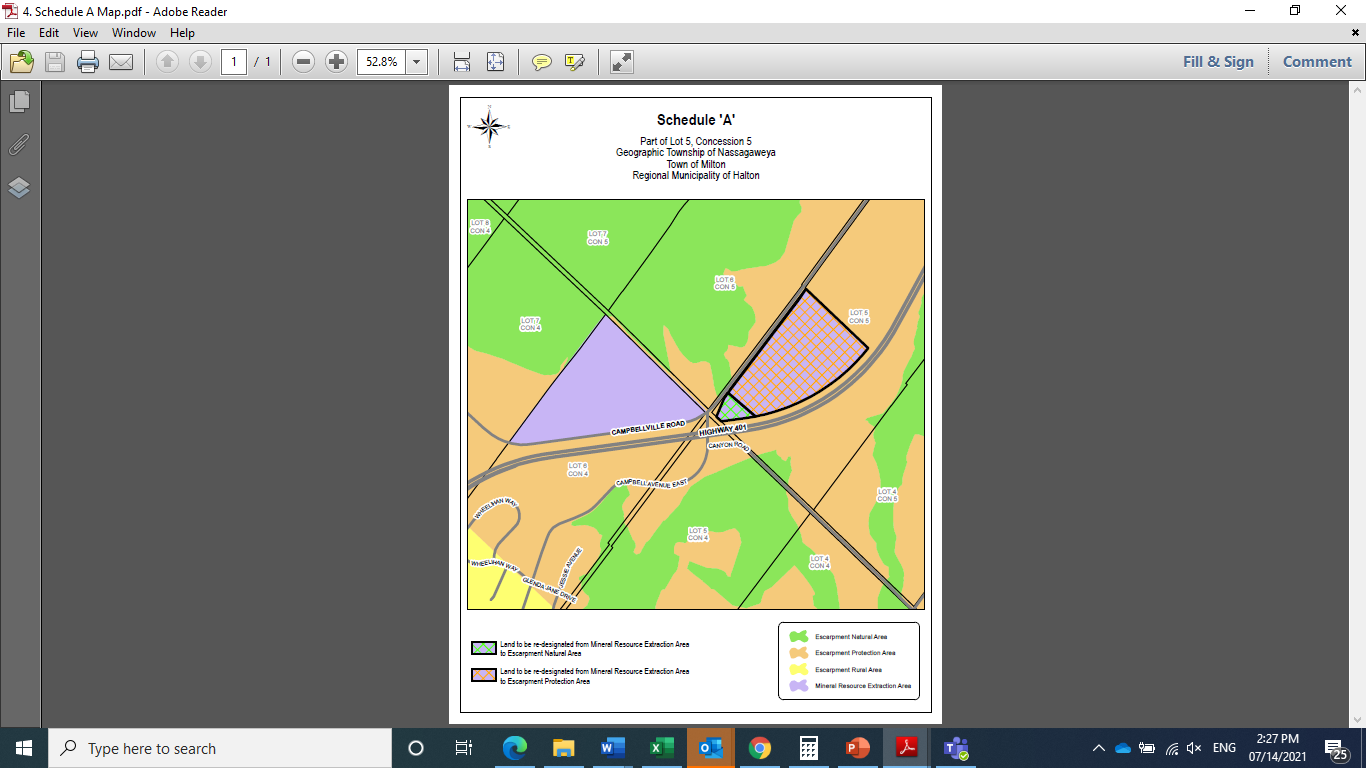 4. Schedule A Map.pdf - Adobe Reader
File Edit View Window Help
1 / 1 52.8% Fill & Sign Comment
N
W E
S
Schedule 'A'
Part of Lot 5, Concession 5
Geographic Township of Nassagaweya
Town of Milton
Regional Municipality of Halton
LOT 6
CON 4
LOT 7
CON 5
LOT 6
CON 5
LOT 7
CON 4
LOT 5
CON 5
CAMPBELLVILLE ROAD
HIGHWAY 401
CANYON ROAD
LOT 6
CON 4
CAMPBELL AVENUE EAST
LOT 4
CON 5
WHEELIHAN WAY
LOT 5
CON 4
LOT 4
CON 4
WHEELIHAN WAY
JESSIE AVENUE
GLENDA JANE DRIVE
Land to be re-designated from Mineral Resource Extraction Area
to Escarpment Natural Area
Land to be re-designated from Mineral Resource Extraction Area
to Escarpment Protection Area
Escarpment Natural Area
Escarpment Protection Area
Escarpment Rural Area
Mineral Resource Extraction Area
Type here to search
ENG
2:27 PM
07/14/2021
25